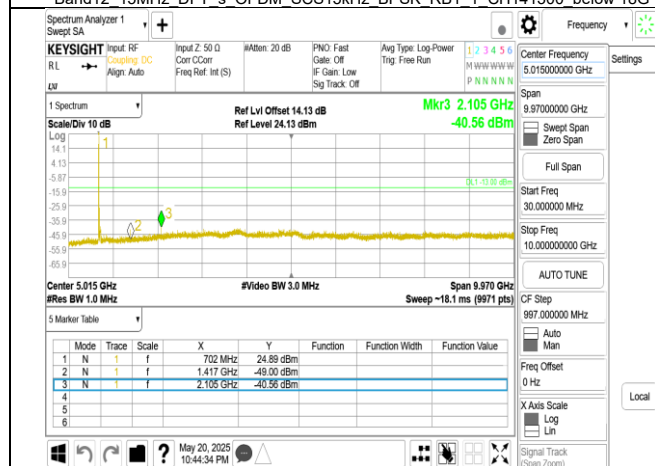 Band12_15MHz_DFT-s-OFDM_SCS15kHz_BPSK_RB1_1_CH141500_below 10G
Spectrum Analyzer 1
Swept SA
Frequency
KEYSIGHT Input: RF Input Z: 50 Ω #Atten: 20 dB PNO: Fast Avg Type: Log-Power 1 2 3 4 5 6
RL Coupling: DC Corr CCorr Gate: Off Trig: Free Run M W W W W W
Align: Auto Freq Ref: Int (S) IF Gain: Low P N N N N N
LXI Sig Track: Off
Center Frequency
5.015000000 GHz
Settings
1 Spectrum
Ref Lvl Offset 14.13 dB
Mkr3 2.105 GHz
Scale/Div 10 dB
Ref Level 24.13 dBm
-40.56 dBm
Span
9.97000000 GHz
Swept Span
Zero Span
Full Span
Start Freq
30.000000 MHz
Stop Freq
10.000000000 GHz
AUTO TUNE
CF Step
997.000000 MHz
Auto
Man
Freq Offset
0 Hz
X Axis Scale
Log
Lin
Signal Track
(Span Zoom)
Local
Log
14.1
4.13
-5.87
-15.9
-25.9
-35.9
-45.9
-55.9
-65.9
1
2
3
DL1 -13.00 dBm
Center 5.015 GHz #Video BW 3.0 MHz Span 9.970 GHz
#Res BW 1.0 MHz Sweep ~18.1 ms (9971 pts)
5 Marker Table
Mode Trace Scale X Y Function Function Width Function Value
1 N 1 f 702 MHz 24.89 dBm
2 N 1 f 1.417 GHz -49.00 dBm
3 N 1 f 2.105 GHz -40.56 dBm
4
5
6
May 20, 2025
10:44:34 PM